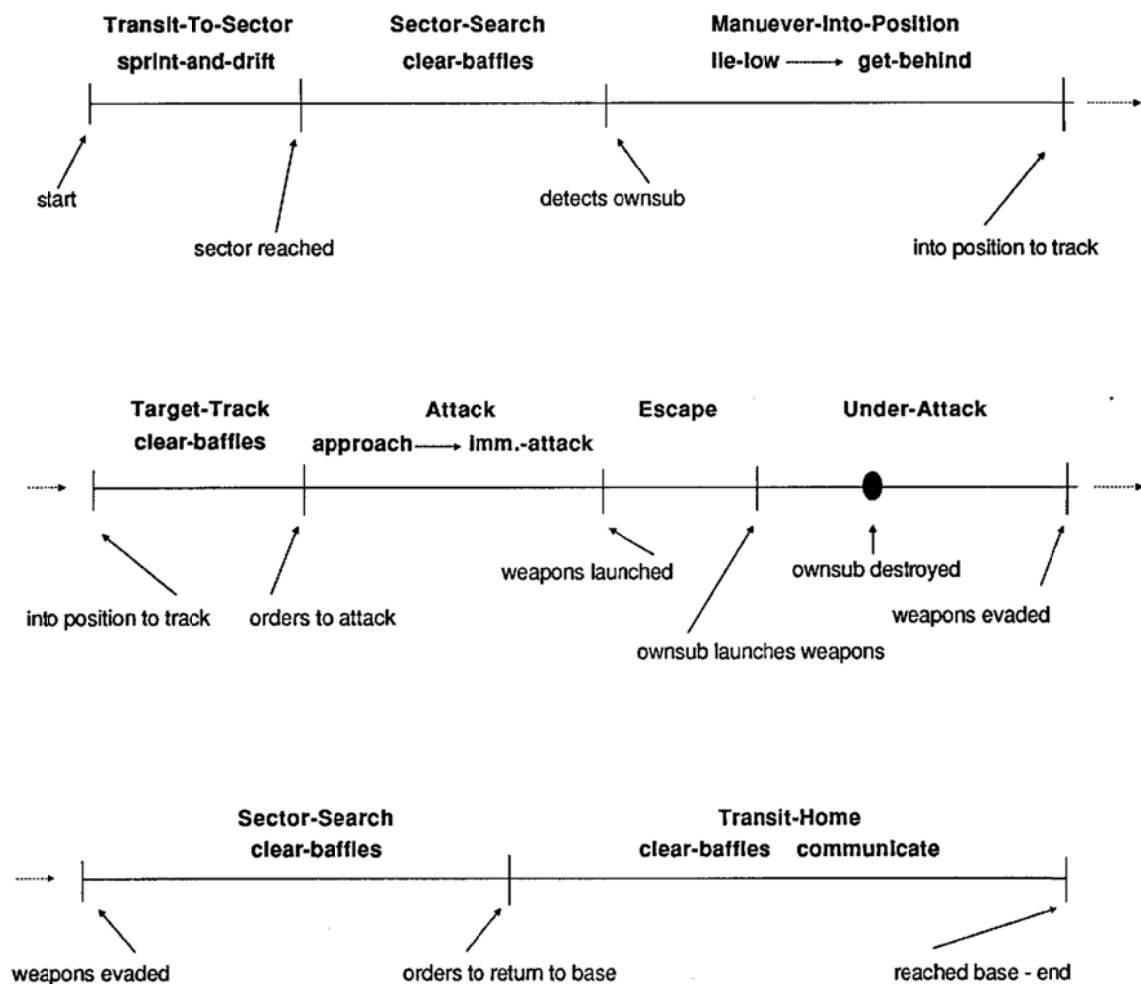 Transit-To-Sector
sprint-and-drift
Sector-Search
clear-baffles
Manuever-Into-Position
lie-low get-behind
start
sector reached
detects ownsub
into position to track
Target-Track
clear-baffles
Attack
approach imm.-attack
Escape
Under-Attack
into position to track
orders to attack
weapons launched
ownsub launches weapons
ownsub destroyed
weapons evaded
Sector-Search
clear-baffles
Transit-Home
clear-baffles communicate
weapons evaded
orders to return to base
reached base - end